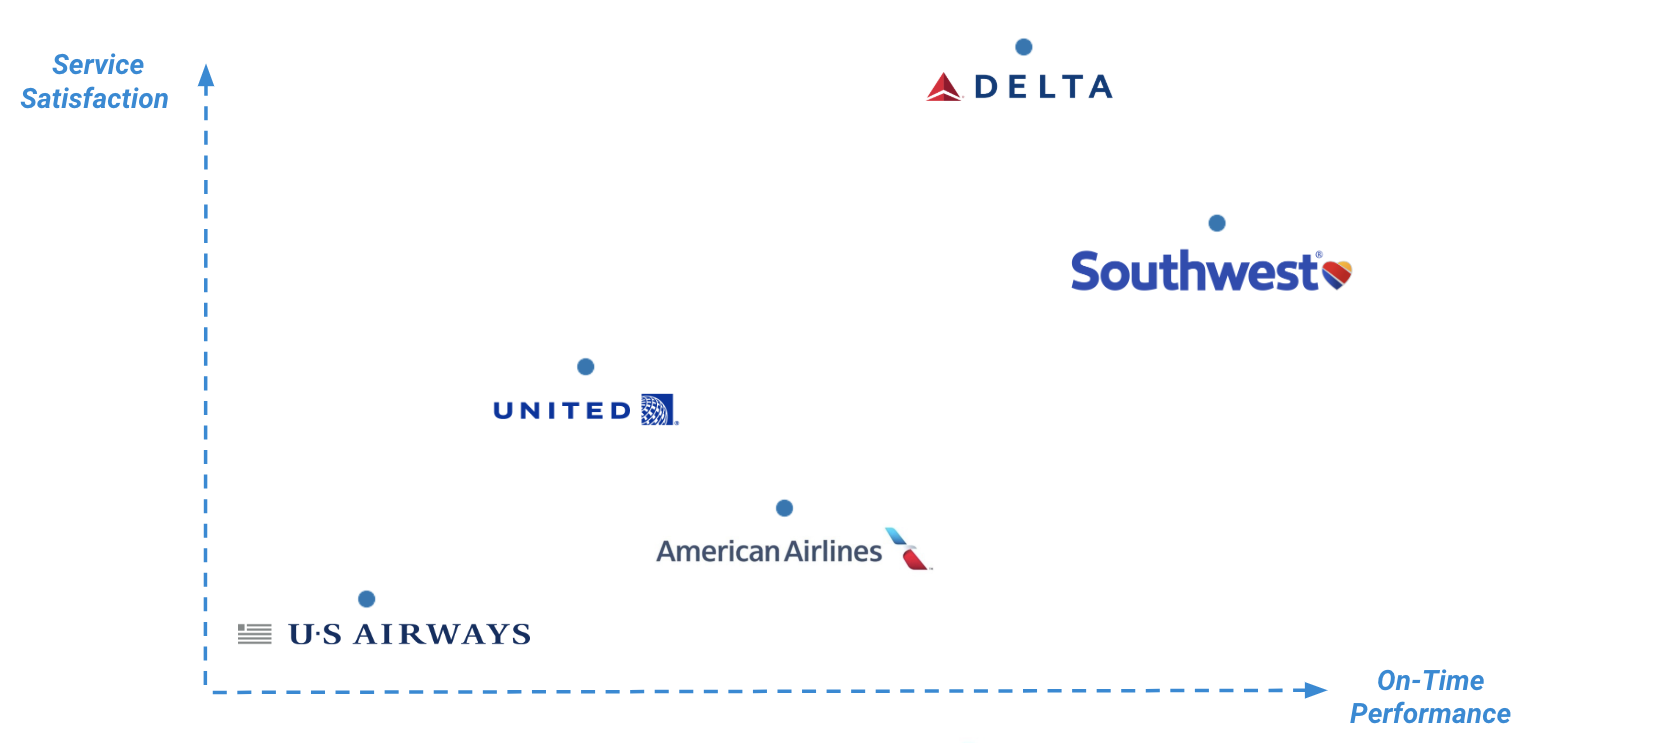 Service
Satisfaction
DELTA
Southwest®
UNITED
American Airlines
U·S AIRWAYS
On-Time
Performance